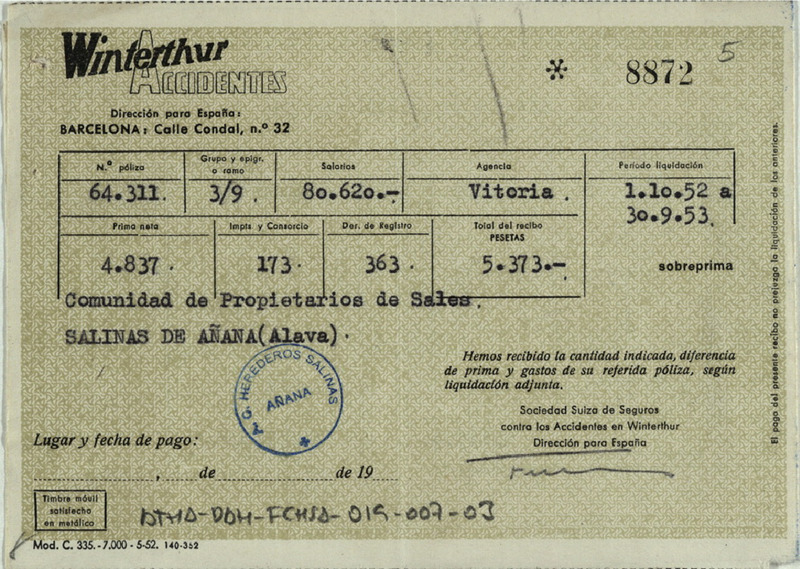 Winterthur
ACCIDENTES
* 8872 5
Dirección para España:
BARCELONA: Calle Condal, n.º 32
N.º póliza
64.311.
Grupo y epígr.
o ramo
3/9.
Salarios
80.620.-
Agencia
Vitoria.
Período liquidación
1.10.52 a
30.9.53.
Prima neta
4.837.
Impts y Consorcio
173.
Der. de Registro
363.
Total del recibo
PESETAS
5.373.-
sobreprima
Comunidad de Propietarios de Sales.
SALINAS DE AÑANA(Alava).
Hemos recibido la cantidad indicada, diferencia
de prima y gastos de su referida póliza, según
liquidación adjunta.
Sociedad Suiza de Seguros
contra los Accidentes en Winterthur
Dirección para España
G. HEREDEROS SALINAS
AÑANA
Lugar y fecha de pago:
, de de 19
Timbre móvil
satisfecho
en metálico
ATHA-DAH-FCHSA-019-007-03
Mod. C. 335.-7.000 - 5-52. 140-352
El pago del presente recibo no prejuzga la liquidación de los anteriores.